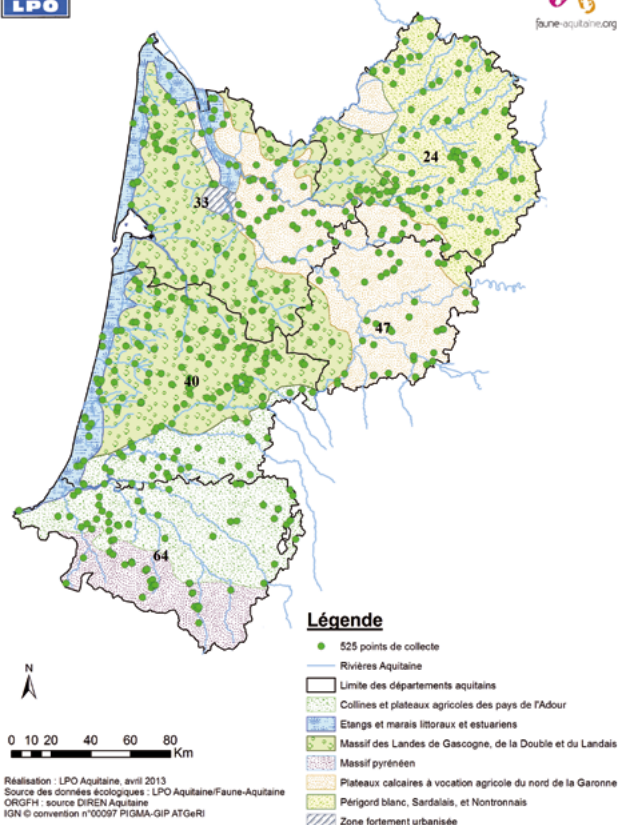 LPO
faune-aquitaine.org
24
33
47
40
64
Légende
525 points de collecte
Rivières Aquitaine
Limite des départements aquitains
Collines et plateaux agricoles des pays de l'Adour
Etangs et marais littoraux et estuariens
Massif des Landes de Gascogne, de la Double et du Landais
Massif pyrénéen
Plateaux calcaires à vocation agricole du nord de la Garonne
Périgord blanc, Sardalais, et Nontronnais
Zone fortement urbanisée
N
0 10 20 40 60 80
Km
Réalisation : LPO Aquitaine, avril 2013
Source des données écologiques : LPO Aquitaine/Faune-Aquitaine
ORGFH : source DIREN Aquitaine
IGN © convention n°00097 PIGMA-GIP ATGeRI